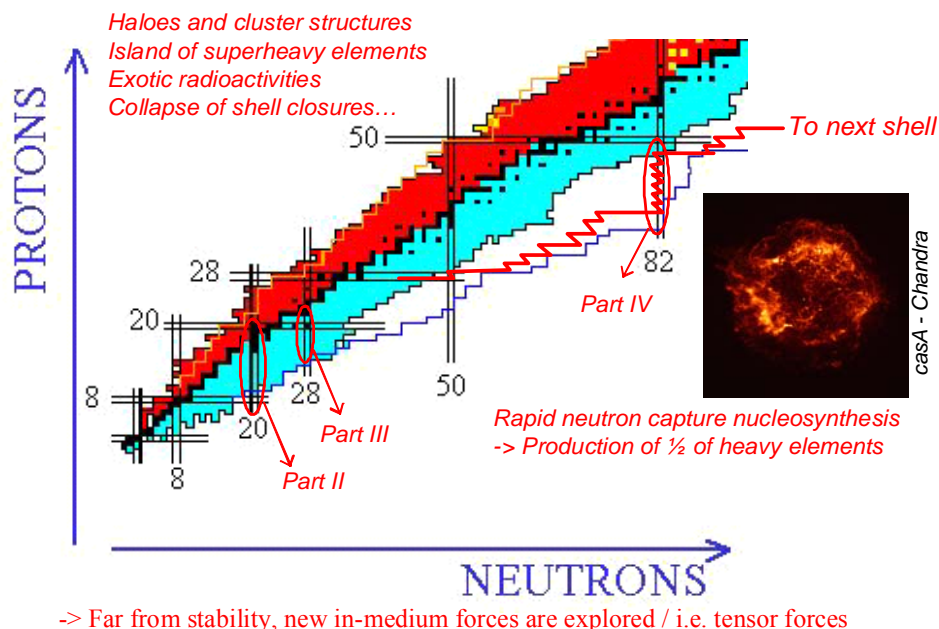 Haloes and cluster structures
Island of superheavy elements
Exotic radioactivities
Collapse of shell closures…
PROTONS
50
To next shell
28
82
Part IV
20
casA - Chandra
50
8
28
20
Part III
Rapid neutron capture nucleosynthesis
-> Production of ½ of heavy elements
8
Part II
NEUTRONS
-> Far from stability, new in-medium forces are explored / i.e. tensor forces